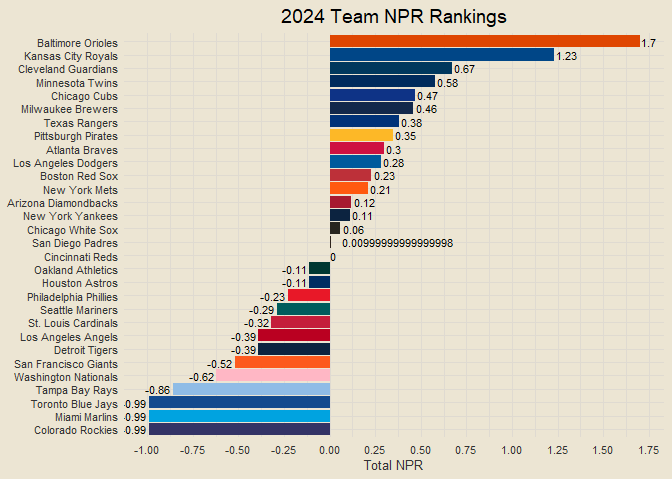 2024 Team NPR Rankings
Baltimore Orioles 1.7
Kansas City Royals 1.23
Cleveland Guardians 0.67
Minnesota Twins 0.58
Chicago Cubs 0.47
Milwaukee Brewers 0.46
Texas Rangers 0.38
Pittsburgh Pirates 0.35
Atlanta Braves 0.3
Los Angeles Dodgers 0.28
Boston Red Sox 0.23
New York Mets 0.21
Arizona Diamondbacks 0.12
New York Yankees 0.11
Chicago White Sox 0.06
San Diego Padres 0.00999999999999998
Cincinnati Reds 0
Oakland Athletics -0.11
Houston Astros -0.11
Philadelphia Phillies -0.23
Seattle Mariners -0.29
St. Louis Cardinals -0.32
Los Angeles Angels -0.39
Detroit Tigers -0.39
San Francisco Giants -0.52
Washington Nationals -0.62
Tampa Bay Rays -0.86
Toronto Blue Jays -0.99
Miami Marlins -0.99
Colorado Rockies -0.99
-1.00 -0.75 -0.50 -0.25 0.00 0.25 0.50 0.75 1.00 1.25 1.50 1.75
Total NPR